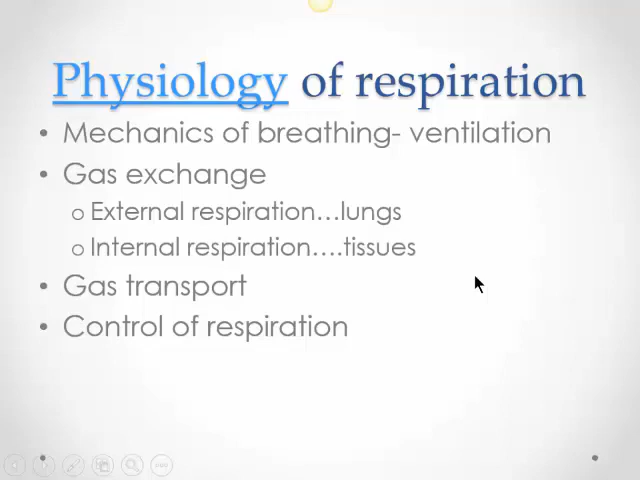 Physiology of respiration
• Mechanics of breathing- ventilation
• Gas exchange
o External respiration…lungs
o Internal respiration….tissues
• Gas transport
• Control of respiration